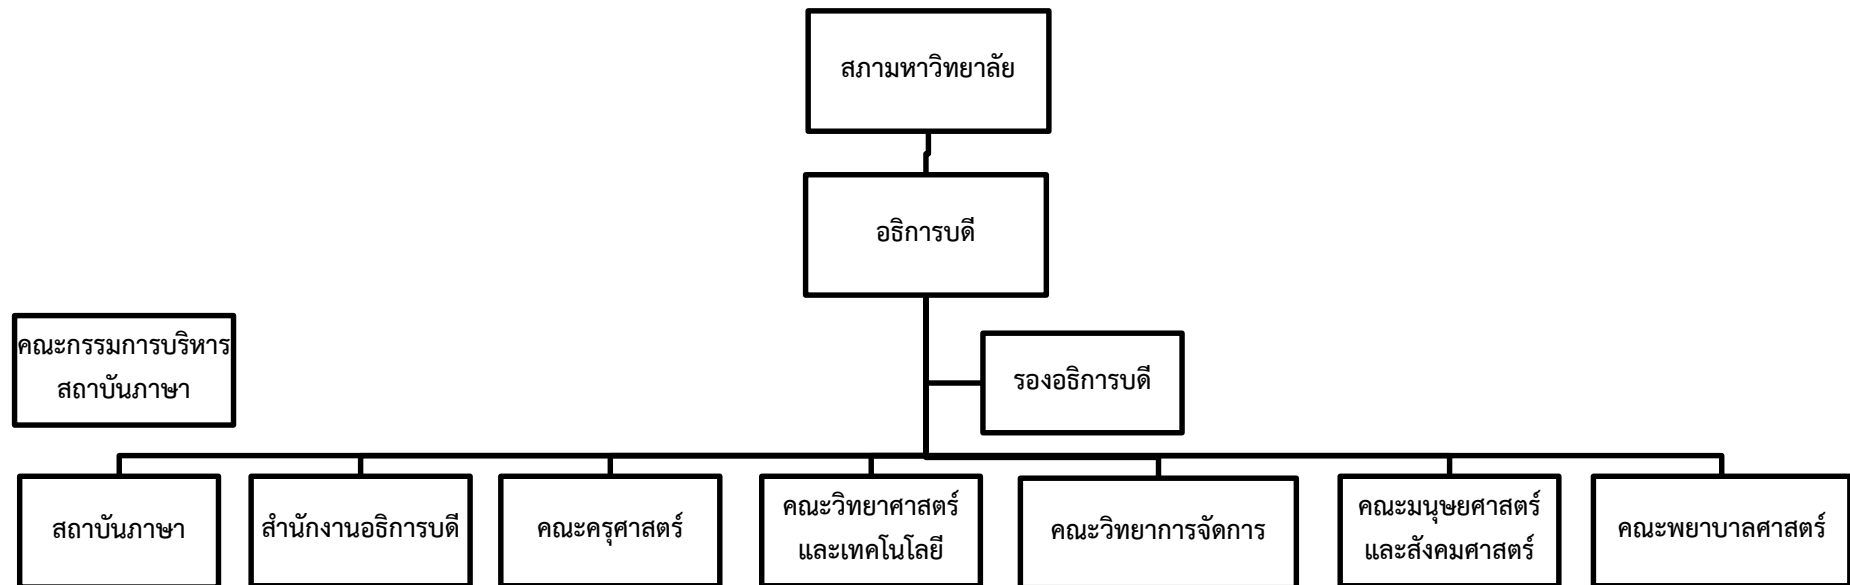 สภามหาวิทยาลัย
อธิการบดี
คณะกรรมการบริหาร
สถาบันภาษา
รองอธิการบดี
สถาบันภาษา
สำนักงานอธิการบดี
คณะครุศาสตร์
คณะวิทยาศาสตร์
และเทคโนโลยี
คณะวิทยาการจัดการ
คณะมนุษยศาสตร์
และสังคมศาสตร์
คณะพยาบาลศาสตร์